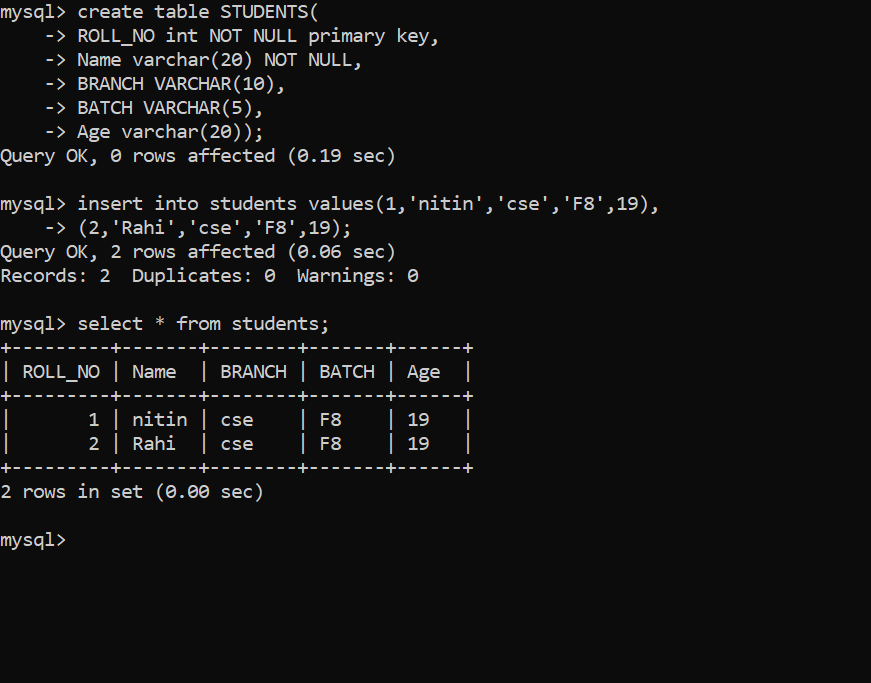 mysql> create table STUDENTS(
    -> ROLL_NO int NOT NULL primary key,
    -> Name varchar(20) NOT NULL,
    -> BRANCH VARCHAR(10),
    -> BATCH VARCHAR(5),
    -> Age varchar(20));
Query OK, 0 rows affected (0.19 sec)

mysql> insert into students values(1,'nitin','cse','F8',19),
    -> (2,'Rahi','cse','F8',19);
Query OK, 2 rows affected (0.06 sec)
Records: 2  Duplicates: 0  Warnings: 0

mysql> select * from students;
+---------+-------+--------+-------+------+
| ROLL_NO | Name  | BRANCH | BATCH | Age  |
+---------+-------+--------+-------+------+
|       1 | nitin | cse    | F8    | 19   |
|       2 | Rahi  | cse    | F8    | 19   |
+---------+-------+--------+-------+------+
2 rows in set (0.00 sec)

mysql>